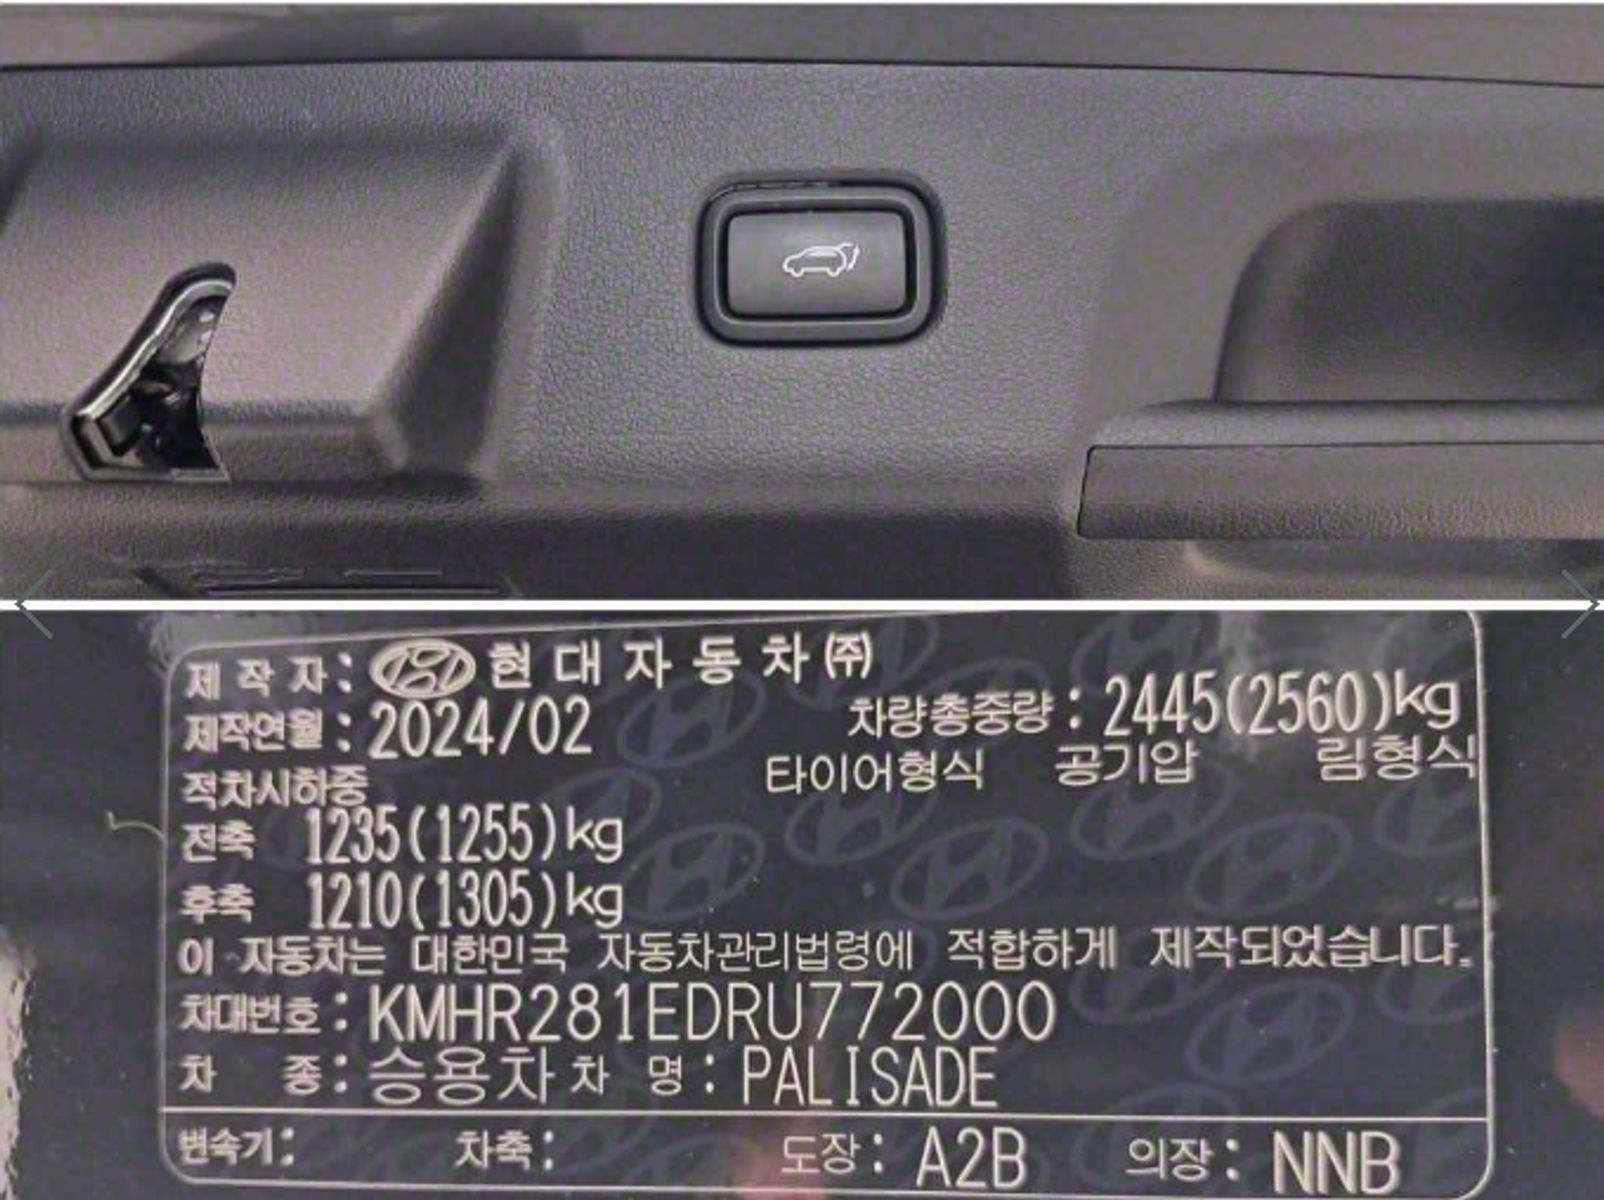 제 작 자 : 현 대 자 동 차 ㈜
제작연월 : 2024/02 차량총중량 : 2445(2560)kg
타이어형식 공기압 림형식
적차시하중
전축 1235(1255)kg
후축 1210(1305)kg
이 자동차는 대한민국 자동차관리법령에 적합하게 제작되었습니다.
차대번호 : KMHR281EDRU772000
차 종 : 승용차 차 명 : PALISADE
변속기 : 차축 : 도장 : A2B 의장 : NNB